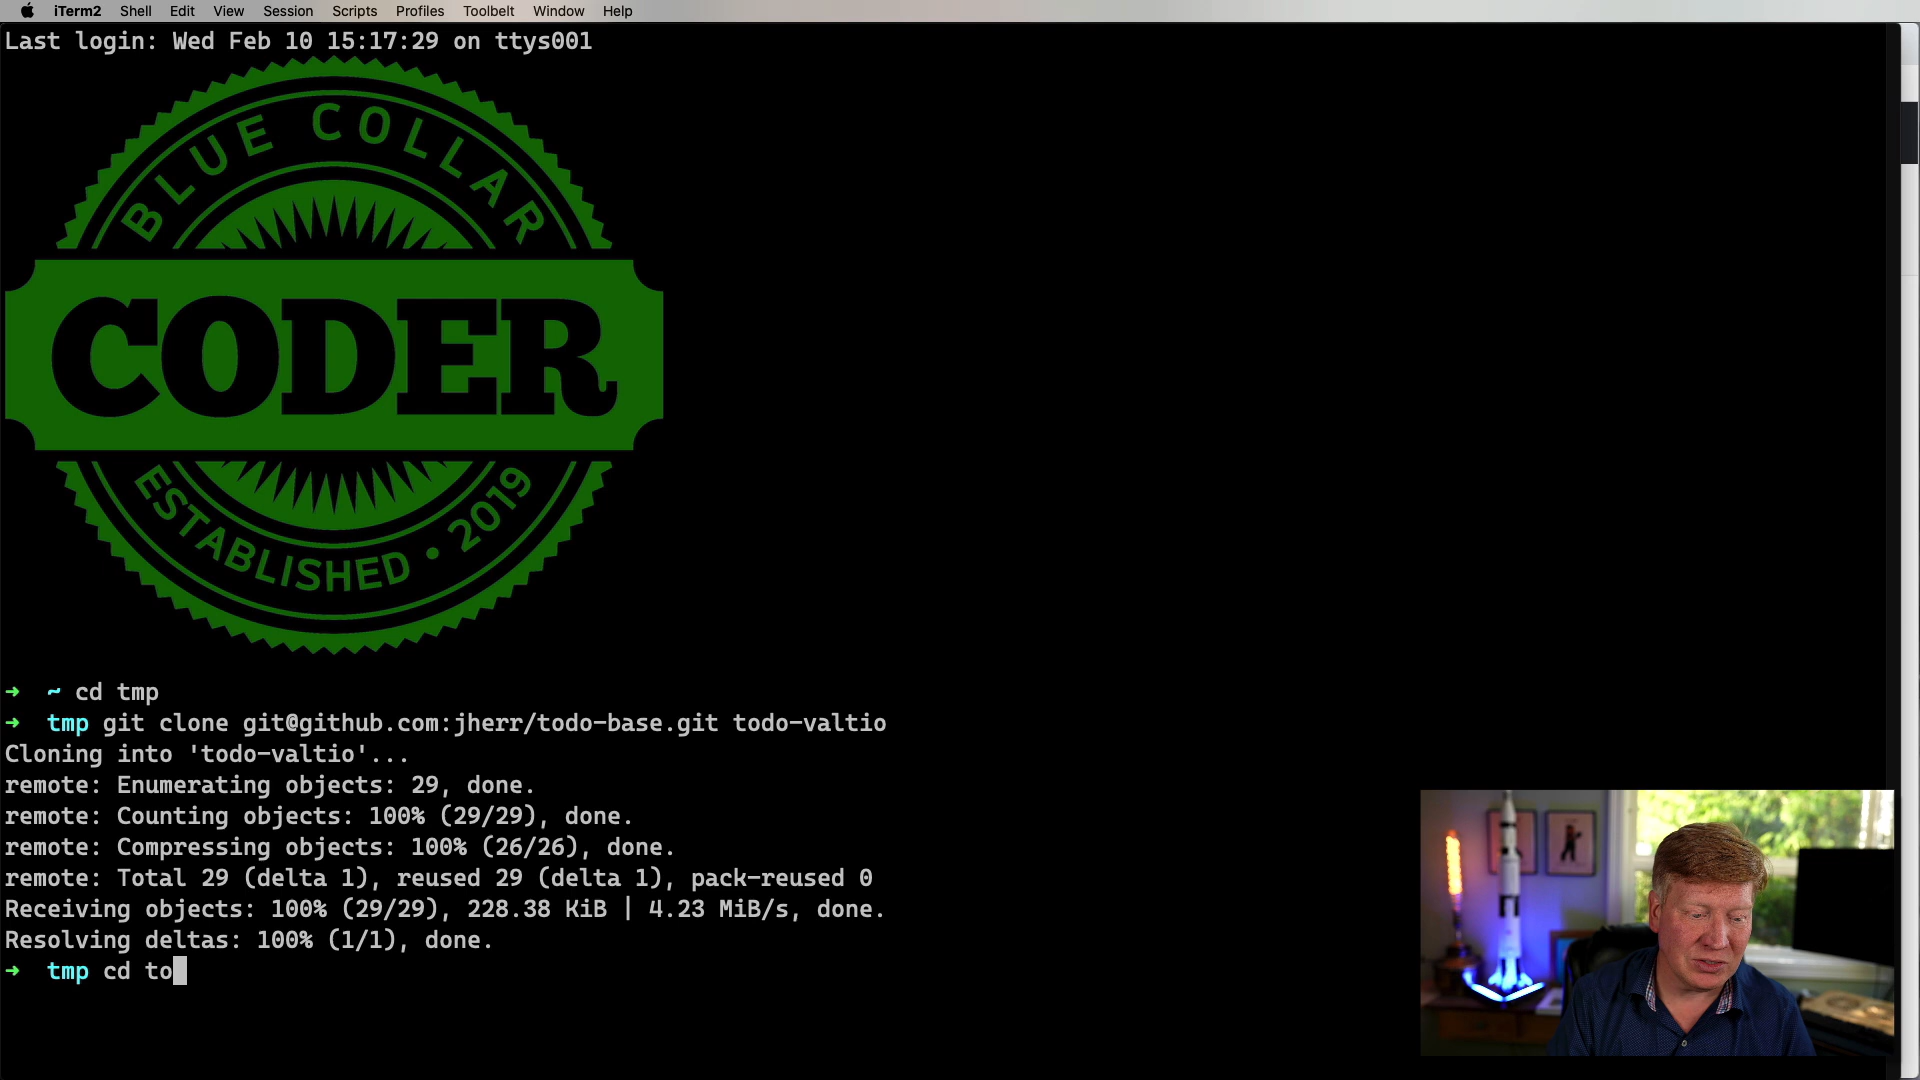 iTerm2 Shell Edit View Session Scripts Profiles Toolbelt Window Help
Last login: Wed Feb 10 15:17:29 on ttys001
BLUE COLLAR
CODER
ESTABLISHED • 2019
➜ ~ cd tmp
➜ tmp git clone git@github.com:jherr/todo-base.git todo-valtio
Cloning into 'todo-valtio'...
remote: Enumerating objects: 29, done.
remote: Counting objects: 100% (29/29), done.
remote: Compressing objects: 100% (26/26), done.
remote: Total 29 (delta 1), reused 29 (delta 1), pack-reused 0
Receiving objects: 100% (29/29), 228.38 KiB | 4.23 MiB/s, done.
Resolving deltas: 100% (1/1), done.
➜ tmp cd to